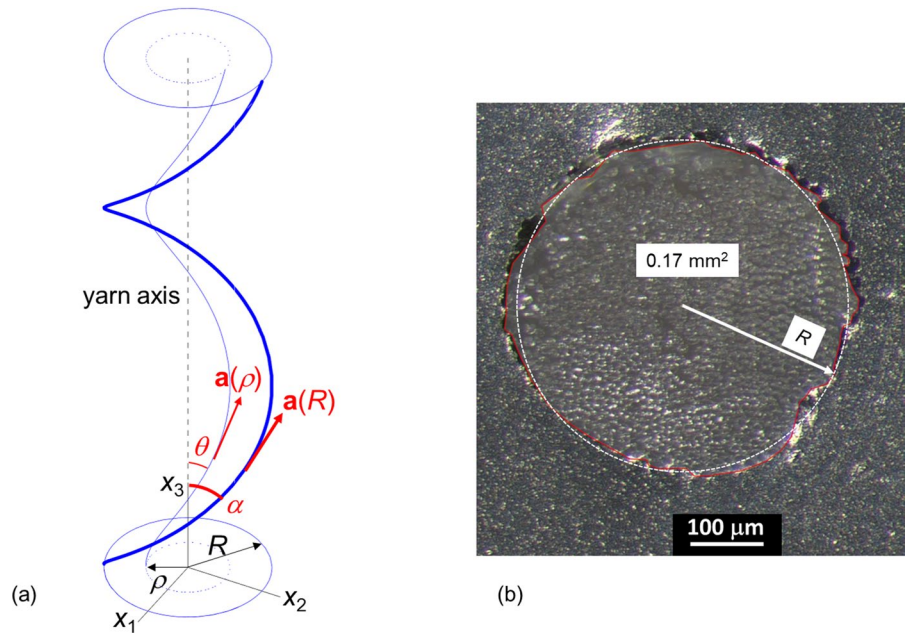 yarn axis
a(ρ)
a(R)
θ
x3
α
R
ρ
x2
x1
(a)
0.17 mm²
R
100 μm
(b)